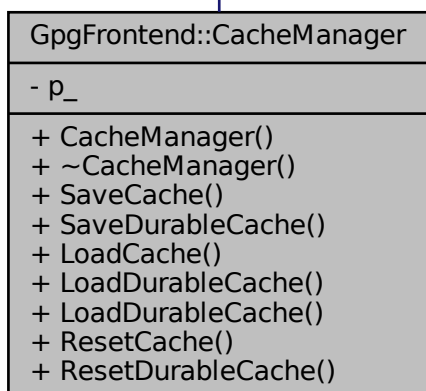 GpgFrontend::CacheManager
- p_
+ CacheManager()
+ ~CacheManager()
+ SaveCache()
+ SaveDurableCache()
+ LoadCache()
+ LoadDurableCache()
+ LoadDurableCache()
+ ResetCache()
+ ResetDurableCache()